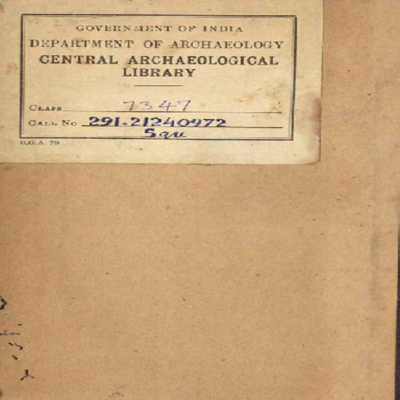 GOVERNMENT OF INDIA
DEPARTMENT OF ARCHAEOLOGY
CENTRAL ARCHAEOLOGICAL
LIBRARY
CLASS 7347
CALL No 291.21240972
Squ
D.G.A. 79